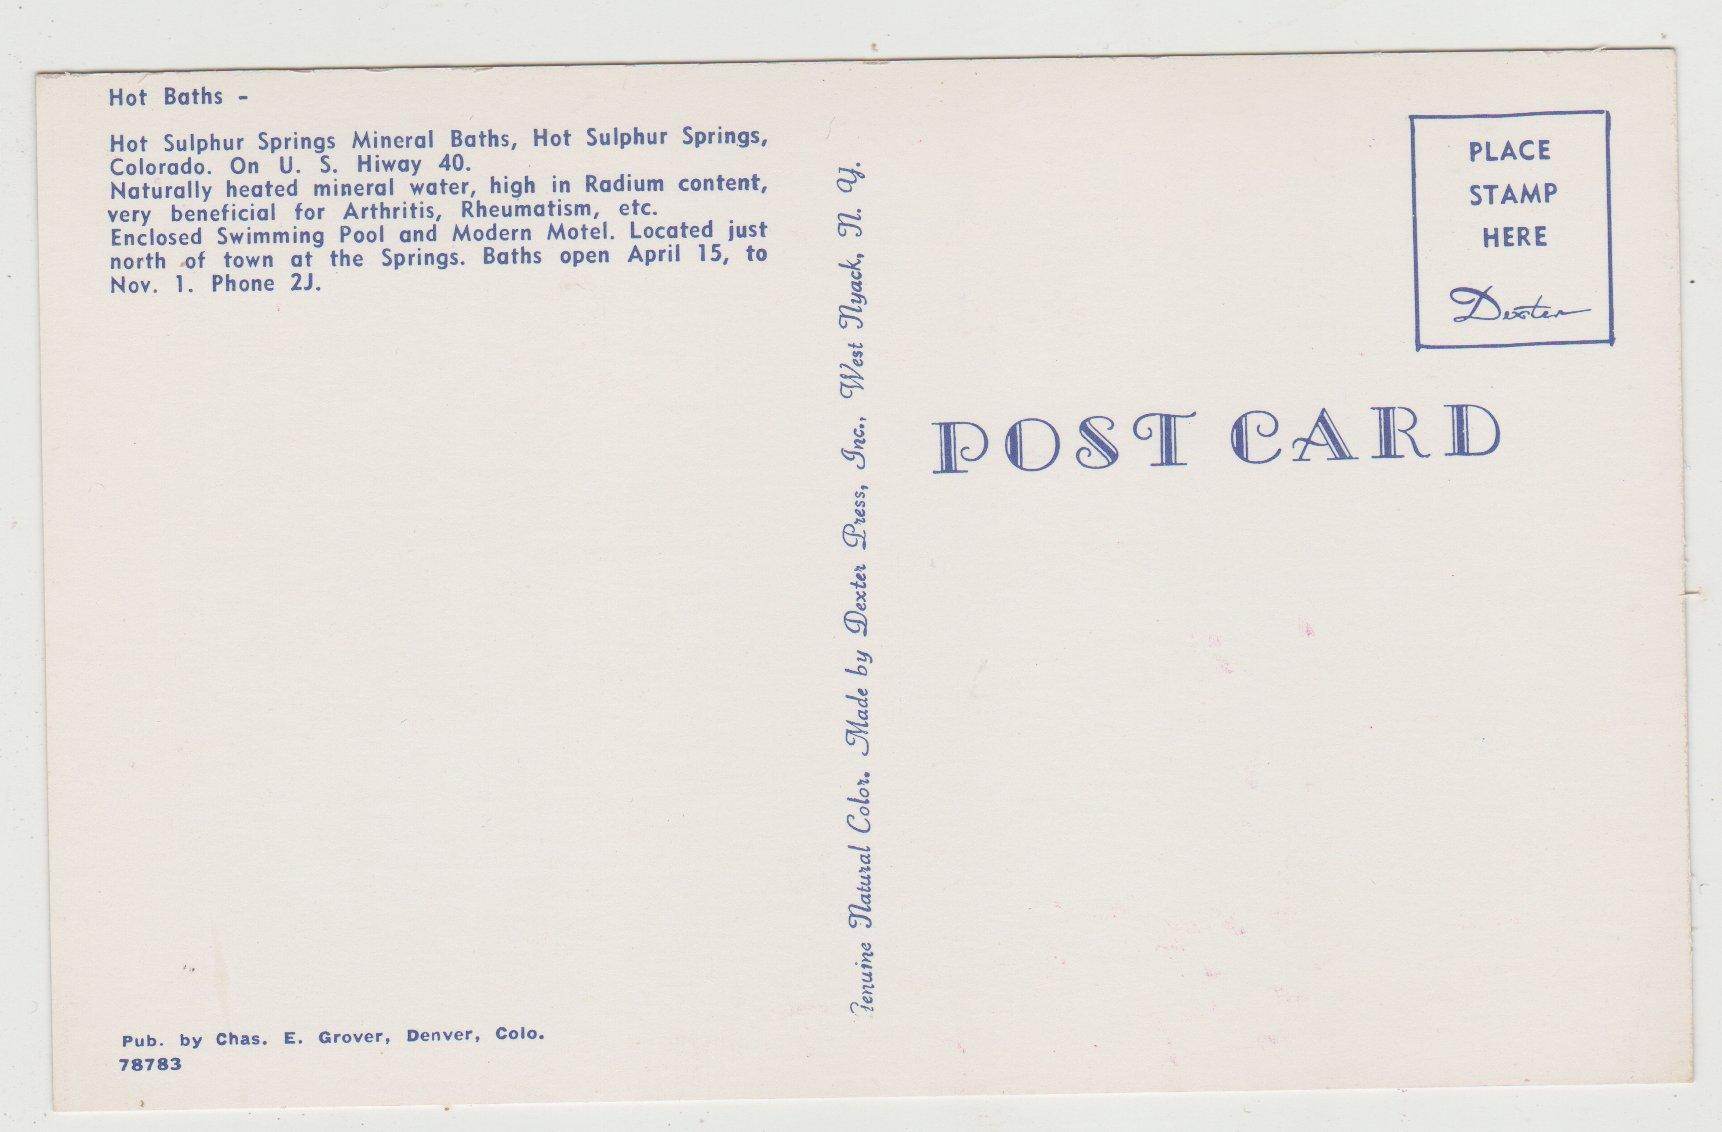 Hot Baths -
Hot Sulphur Springs Mineral Baths, Hot Sulphur Springs,
Colorado. On U. S. Hiway 40.
Naturally heated mineral water, high in Radium content,
very beneficial for Arthritis, Rheumatism, etc.
Enclosed Swimming Pool and Modern Motel. Located just
north of town at the Springs. Baths open April 15, to
Nov. 1. Phone 2J.
Pub. by Chas. E. Grover, Denver, Colo.
78783
Genuine Natural Color. Made by Dexter Press, Inc., West Nyack, N. Y.
PLACE
STAMP
HERE
Dexter
POST CARD